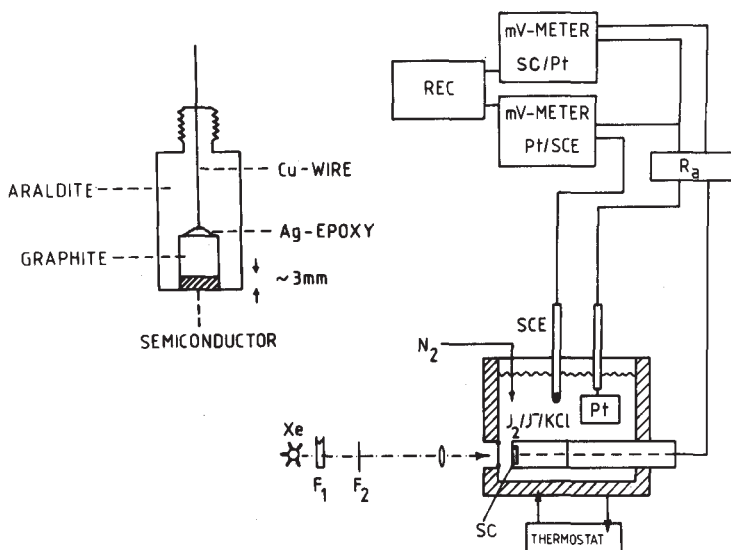 mV-METER
SC/Pt
REC
mV-METER
Pt/SCE
Ra
Cu-WIRE
ARALDITE
Ag-EPOXY
GRAPHITE
~3mm
SEMICONDUCTOR
SCE
N2
Pt
J2/J-/KCl
Xe
F1
F2
SC
THERMOSTAT